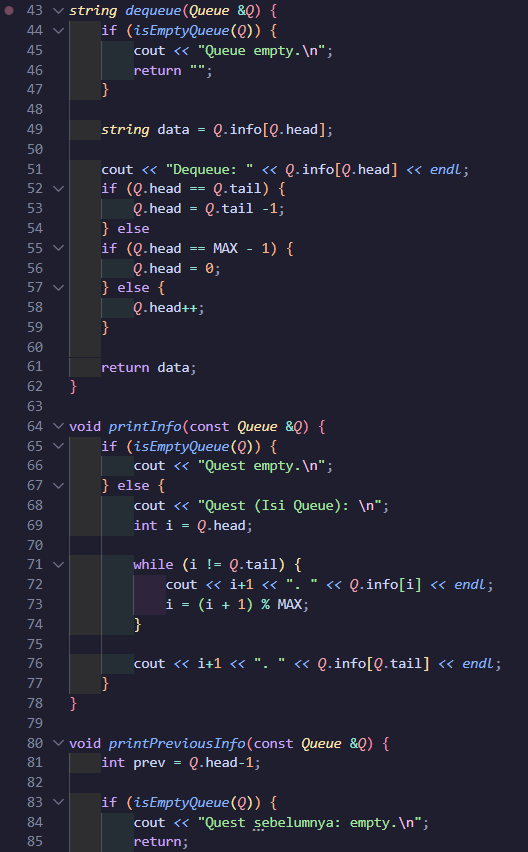 43 string dequeue(Queue &Q) {
44     if (isEmptyQueue(Q)) {
45         cout << "Queue empty.\n";
46         return "";
47     }
48
49     string data = Q.info[Q.head];
50
51     cout << "Dequeue: " << Q.info[Q.head] << endl;
52     if (Q.head == Q.tail) {
53         Q.head = Q.tail -1;
54     } else
55     if (Q.head == MAX - 1) {
56         Q.head = 0;
57     } else {
58         Q.head++;
59     }
60
61     return data;
62 }
63
64 void printInfo(const Queue &Q) {
65     if (isEmptyQueue(Q)) {
66         cout << "Quest empty.\n";
67     } else {
68         cout << "Quest (Isi Queue): \n";
69         int i = Q.head;
70
71         while (i != Q.tail) {
72             cout << i+1 << ". " << Q.info[i] << endl;
73             i = (i + 1) % MAX;
74         }
75
76         cout << i+1 << ". " << Q.info[Q.tail] << endl;
77     }
78 }
79
80 void printPreviousInfo(const Queue &Q) {
81     int prev = Q.head-1;
82
83     if (isEmptyQueue(Q)) {
84         cout << "Quest sebelumnya: empty.\n";
85         return;